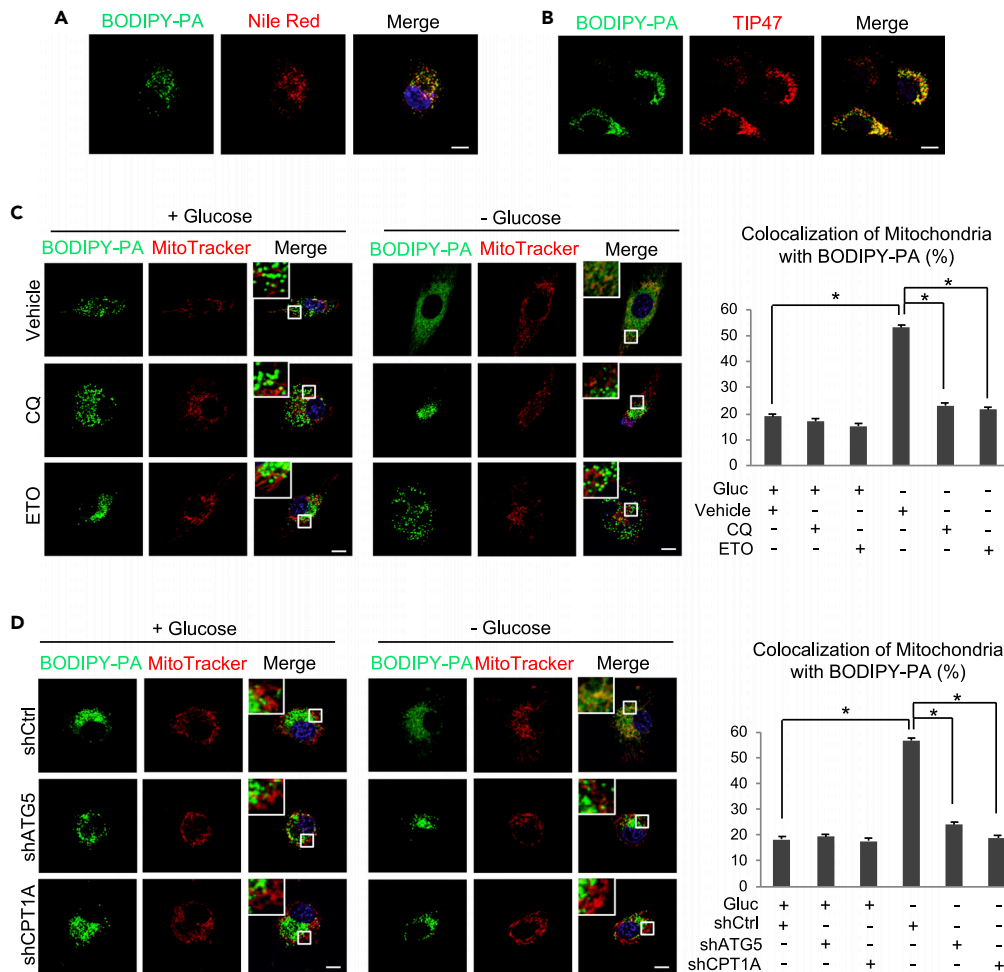 A
BODIPY-PA Nile Red Merge
B
BODIPY-PA TIP47 Merge
C
+ Glucose
BODIPY-PA MitoTracker Merge
- Glucose
BODIPY-PA MitoTracker Merge
Vehicle
CQ
ETO
Colocalization of Mitochondria
with BODIPY-PA (%)
* * *
60
50
40
30
20
10
0
Gluc + + + - - -
Vehicle + - - + - -
CQ - + - - + -
ETO - - + - - +
D
+ Glucose
BODIPY-PA MitoTracker Merge
- Glucose
BODIPY-PA MitoTracker Merge
shCtrl
shATG5
shCPT1A
Colocalization of Mitochondria
with BODIPY-PA (%)
* * *
70
60
50
40
30
20
10
0
Gluc + + + - - -
shCtrl + - - + - -
shATG5 - + - - + -
shCPT1A - - + - - +